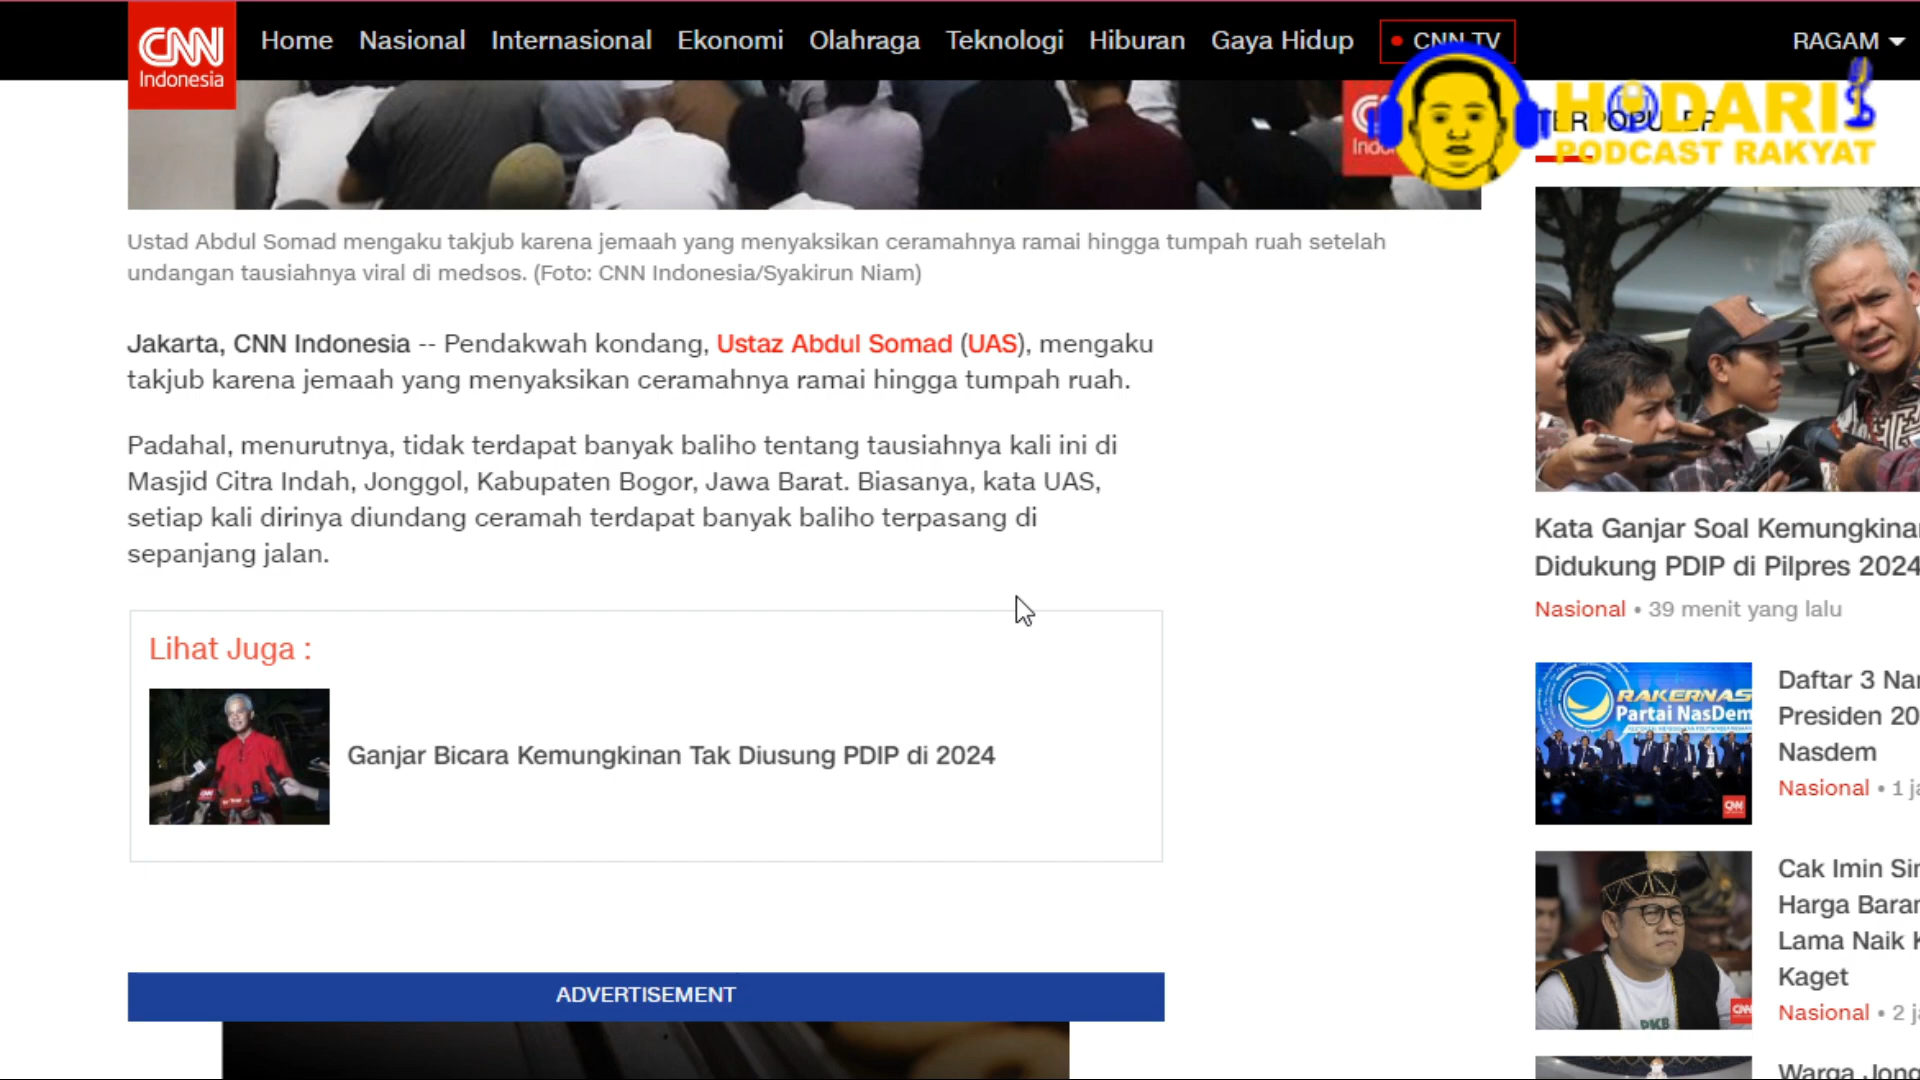 CNN
Indonesia
Home Nasional Internasional Ekonomi Olahraga Teknologi Hiburan Gaya Hidup CNN TV RAGAM
HODARI
PODCAST RAKYAT
TERPOPULER
Ustad Abdul Somad mengaku takjub karena jemaah yang menyaksikan ceramahnya ramai hingga tumpah ruah setelah
undangan tausiahnya viral di medsos. (Foto: CNN Indonesia/Syakirun Niam)
Jakarta, CNN Indonesia -- Pendakwah kondang, Ustaz Abdul Somad (UAS), mengaku
takjub karena jemaah yang menyaksikan ceramahnya ramai hingga tumpah ruah.
Padahal, menurutnya, tidak terdapat banyak baliho tentang tausiahnya kali ini di
Masjid Citra Indah, Jonggol, Kabupaten Bogor, Jawa Barat. Biasanya, kata UAS,
setiap kali dirinya diundang ceramah terdapat banyak baliho terpasang di
sepanjang jalan.
Lihat Juga :
Ganjar Bicara Kemungkinan Tak Diusung PDIP di 2024
ADVERTISEMENT
Kata Ganjar Soal Kemungkinan
Didukung PDIP di Pilpres 2024
Nasional • 39 menit yang lalu
RAKERNAS
Partai NasDem
Daftar 3 Nam
Presiden 20
Nasdem
Nasional • 1 ja
PKB
Cak Imin Sin
Harga Baran
Lama Naik K
Kaget
Nasional • 2 ja
Warga Jong